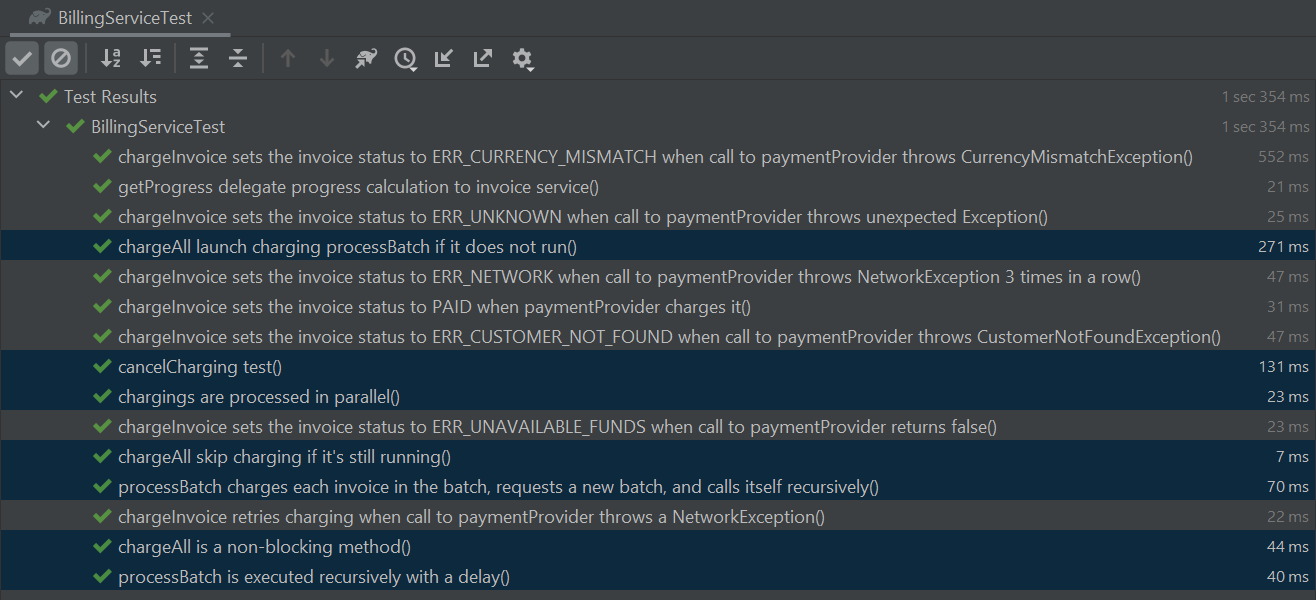 BillingServiceTest
Test Results 1 sec 354 ms
BillingServiceTest 1 sec 354 ms
chargeInvoice sets the invoice status to ERR_CURRENCY_MISMATCH when call to paymentProvider throws CurrencyMismatchException() 552 ms
getProgress delegate progress calculation to invoice service() 21 ms
chargeInvoice sets the invoice status to ERR_UNKNOWN when call to paymentProvider throws unexpected Exception() 25 ms
chargeAll launch charging processBatch if it does not run() 271 ms
chargeInvoice sets the invoice status to ERR_NETWORK when call to paymentProvider throws NetworkException 3 times in a row() 47 ms
chargeInvoice sets the invoice status to PAID when paymentProvider charges it() 31 ms
chargeInvoice sets the invoice status to ERR_CUSTOMER_NOT_FOUND when call to paymentProvider throws CustomerNotFoundException() 47 ms
cancelCharging test() 131 ms
chargings are processed in parallel() 23 ms
chargeInvoice sets the invoice status to ERR_UNAVAILABLE_FUNDS when call to paymentProvider returns false() 23 ms
chargeAll skip charging if it's still running() 7 ms
processBatch charges each invoice in the batch, requests a new batch, and calls itself recursively() 70 ms
chargeInvoice retries charging when call to paymentProvider throws a NetworkException() 22 ms
chargeAll is a non-blocking method() 44 ms
processBatch is executed recursively with a delay() 40 ms